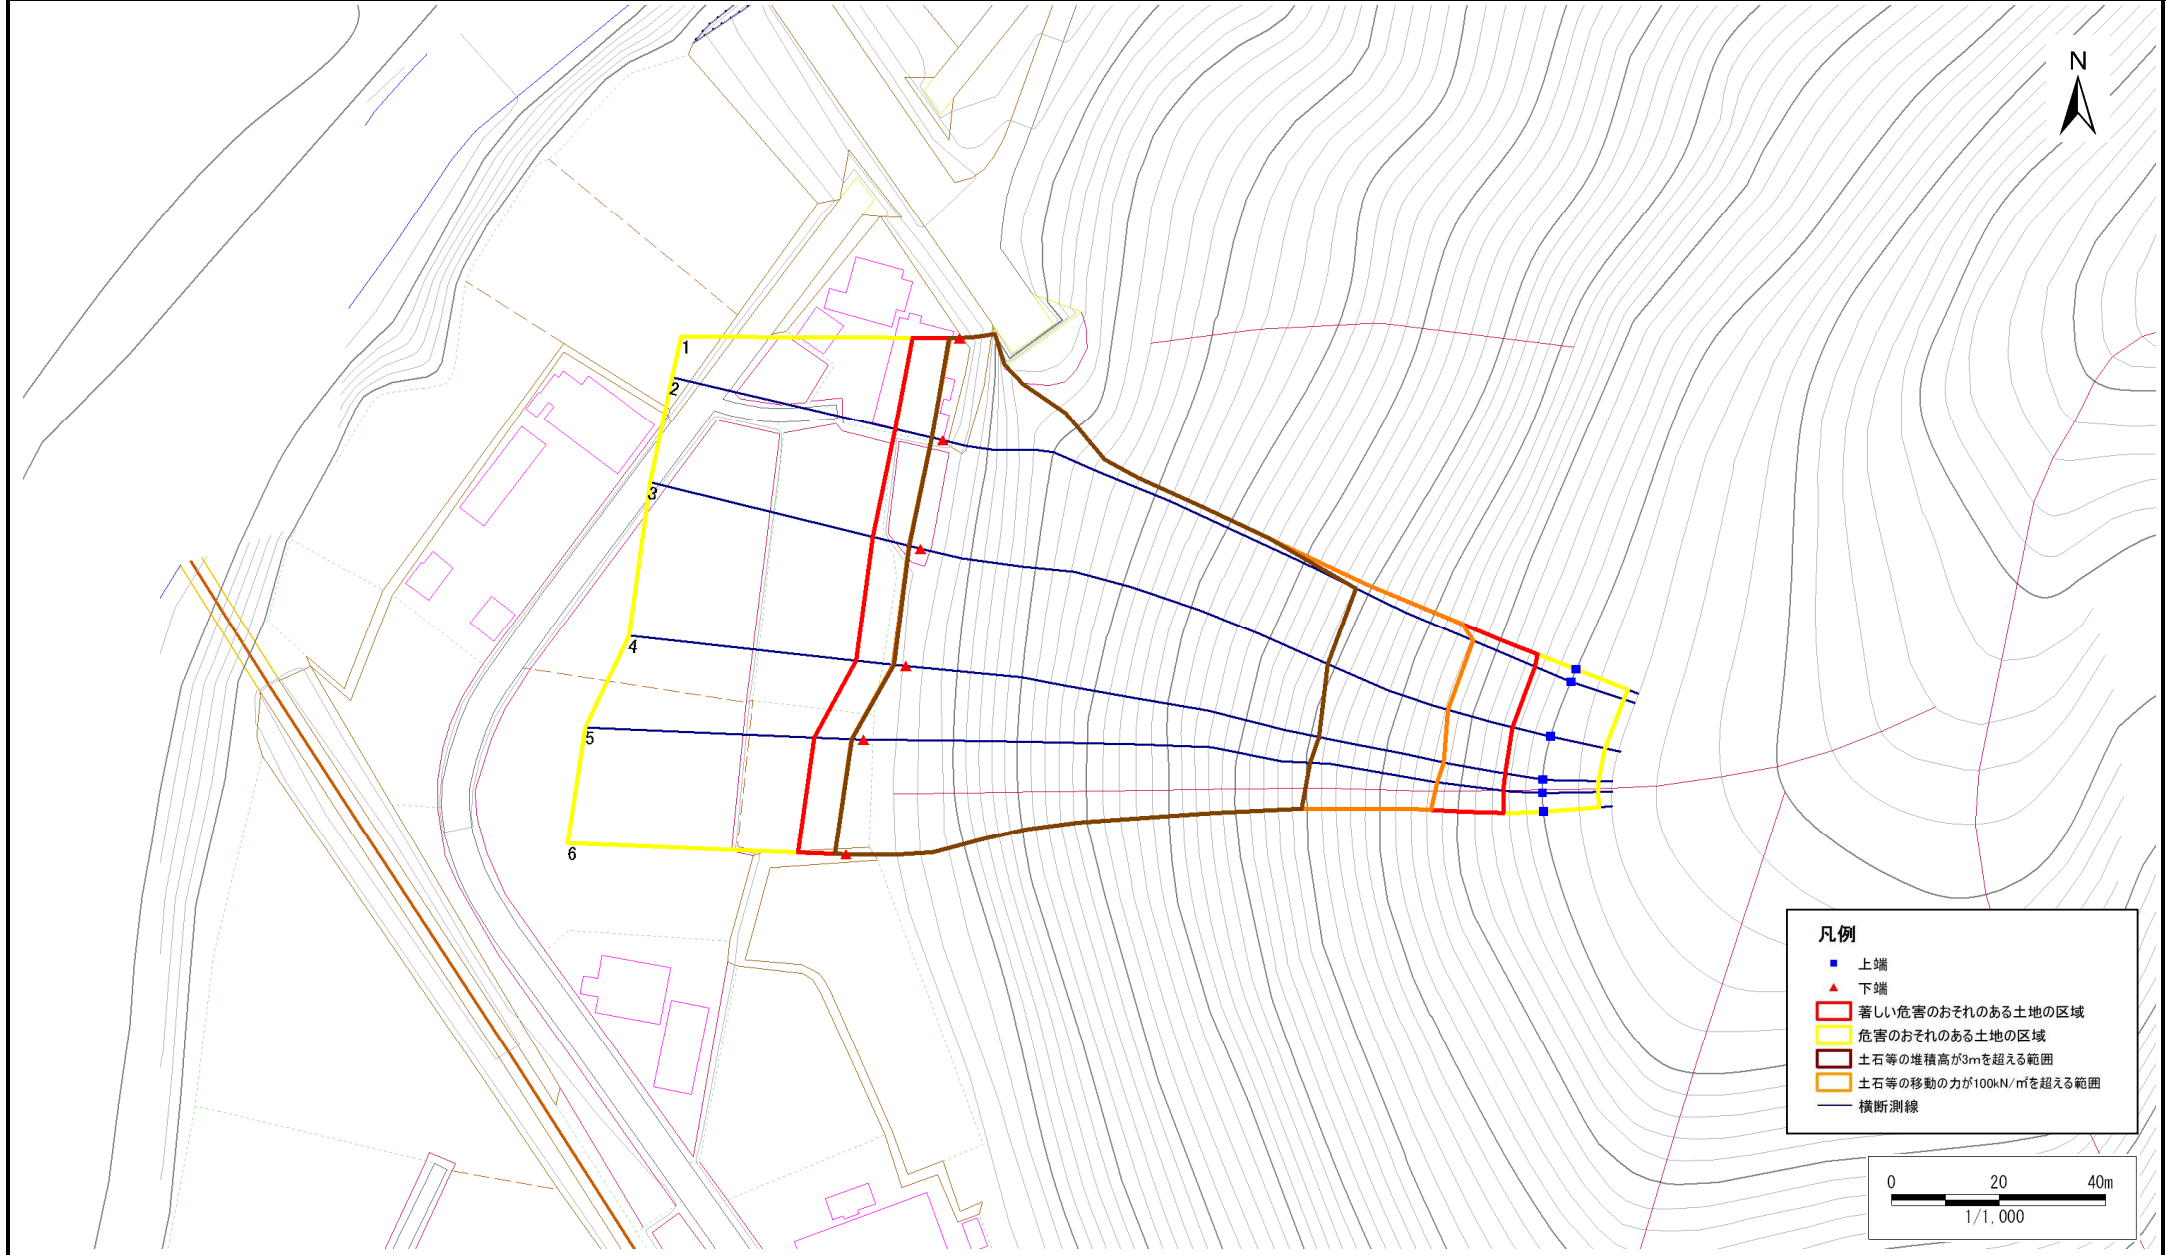 N
1
2
3
4
5
6
凡例
上端
下端
著しい危害のおそれのある土地の区域
危害のおそれのある土地の区域
土石等の堆積高が3mを超える範囲
土石等の移動の力が100kN/㎡を超える範囲
横断測線
0 20 40m
1/1,000